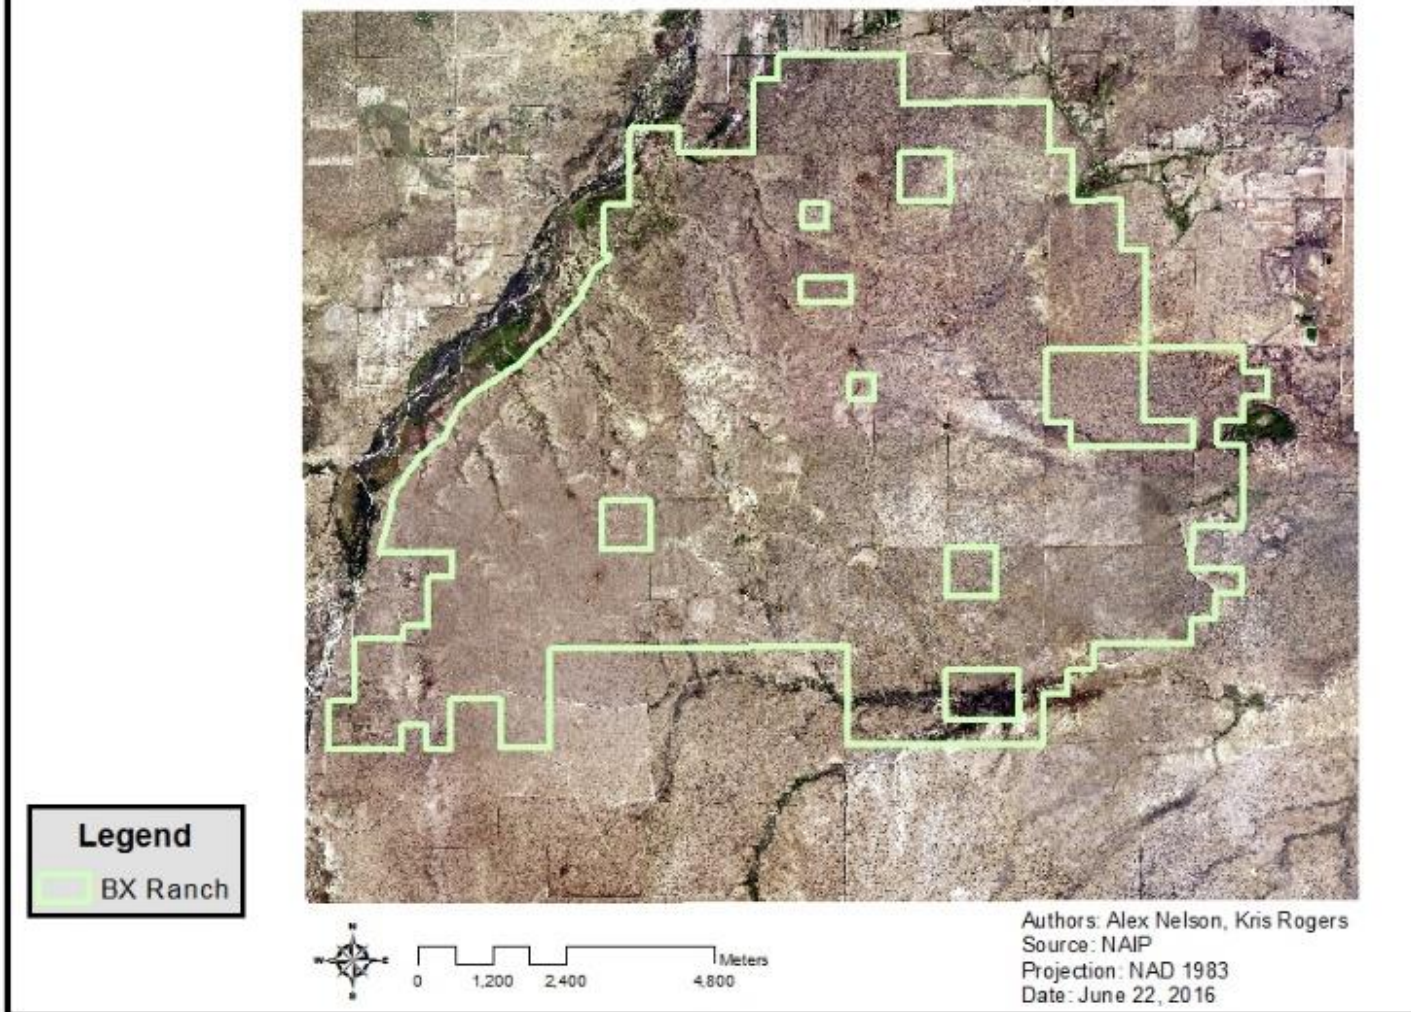 Legend
BX Ranch
N
W E
S
Meters
0 1,200 2,400 4,800
Authors: Alex Nelson, Kris Rogers
Source: NAIP
Projection: NAD 1983
Date: June 22, 2016